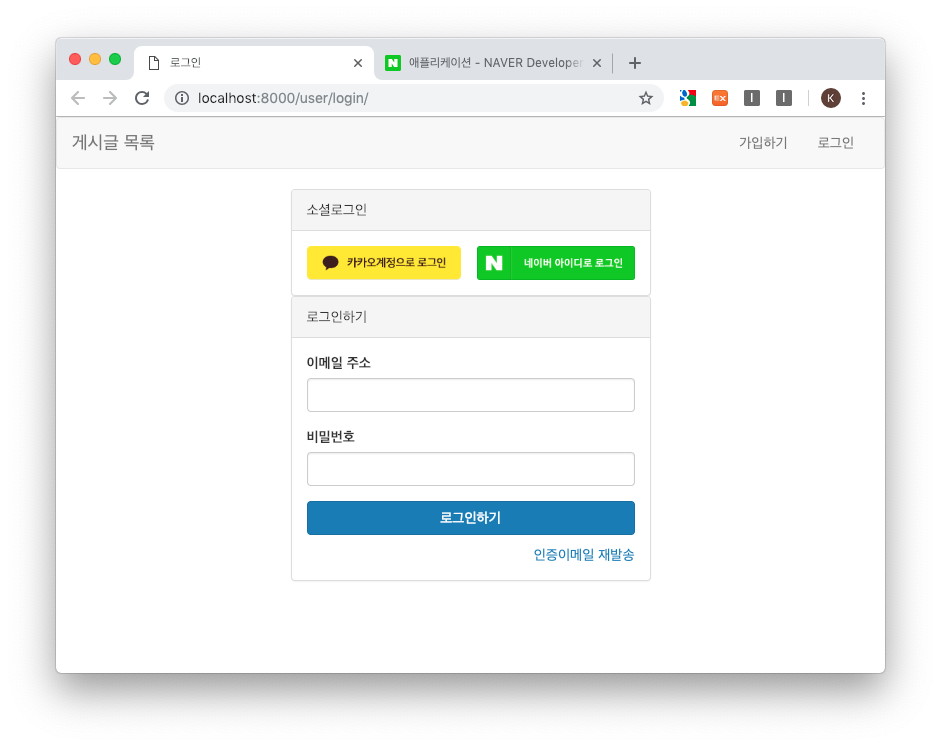 로그인
애플리케이션 - NAVER Developer
localhost:8000/user/login/
EX
K
게시글 목록
가입하기
로그인
소셜로그인
카카오계정으로 로그인
N 네이버 아이디로 로그인
로그인하기
이메일 주소
비밀번호
로그인하기
인증이메일 재발송